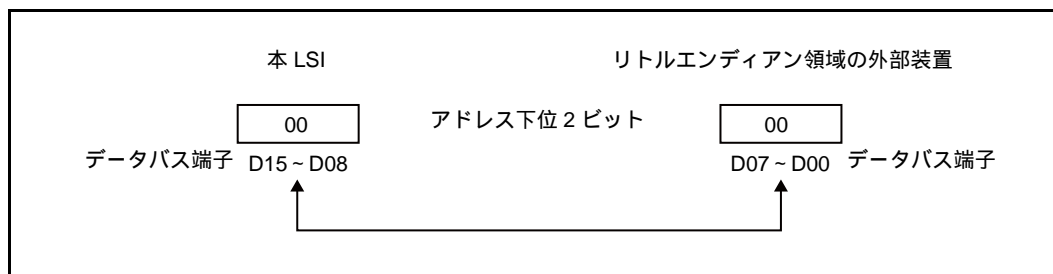 本 LSI リトルエンディアン領域の外部装置
00 アドレス下位 2 ビット 00
データバス端子 D15 ~ D08 D07 ~ D00 データバス端子